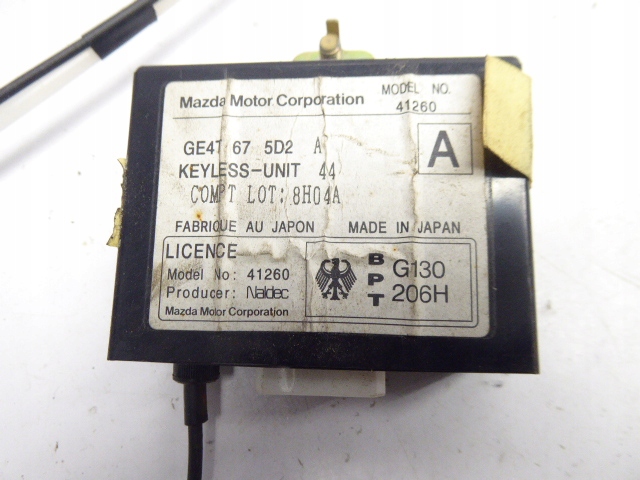 Mazda Motor Corporation
MODEL NO.
41260
GE4T 67 5D2 A
KEYLESS-UNIT 44
COMPT LOT: 8H04A
A
FABRIQUE AU JAPON MADE IN JAPAN
LICENCE
Model No: 41260
Producer: Naldec
Mazda Motor Corporation
BPT
G130
206H